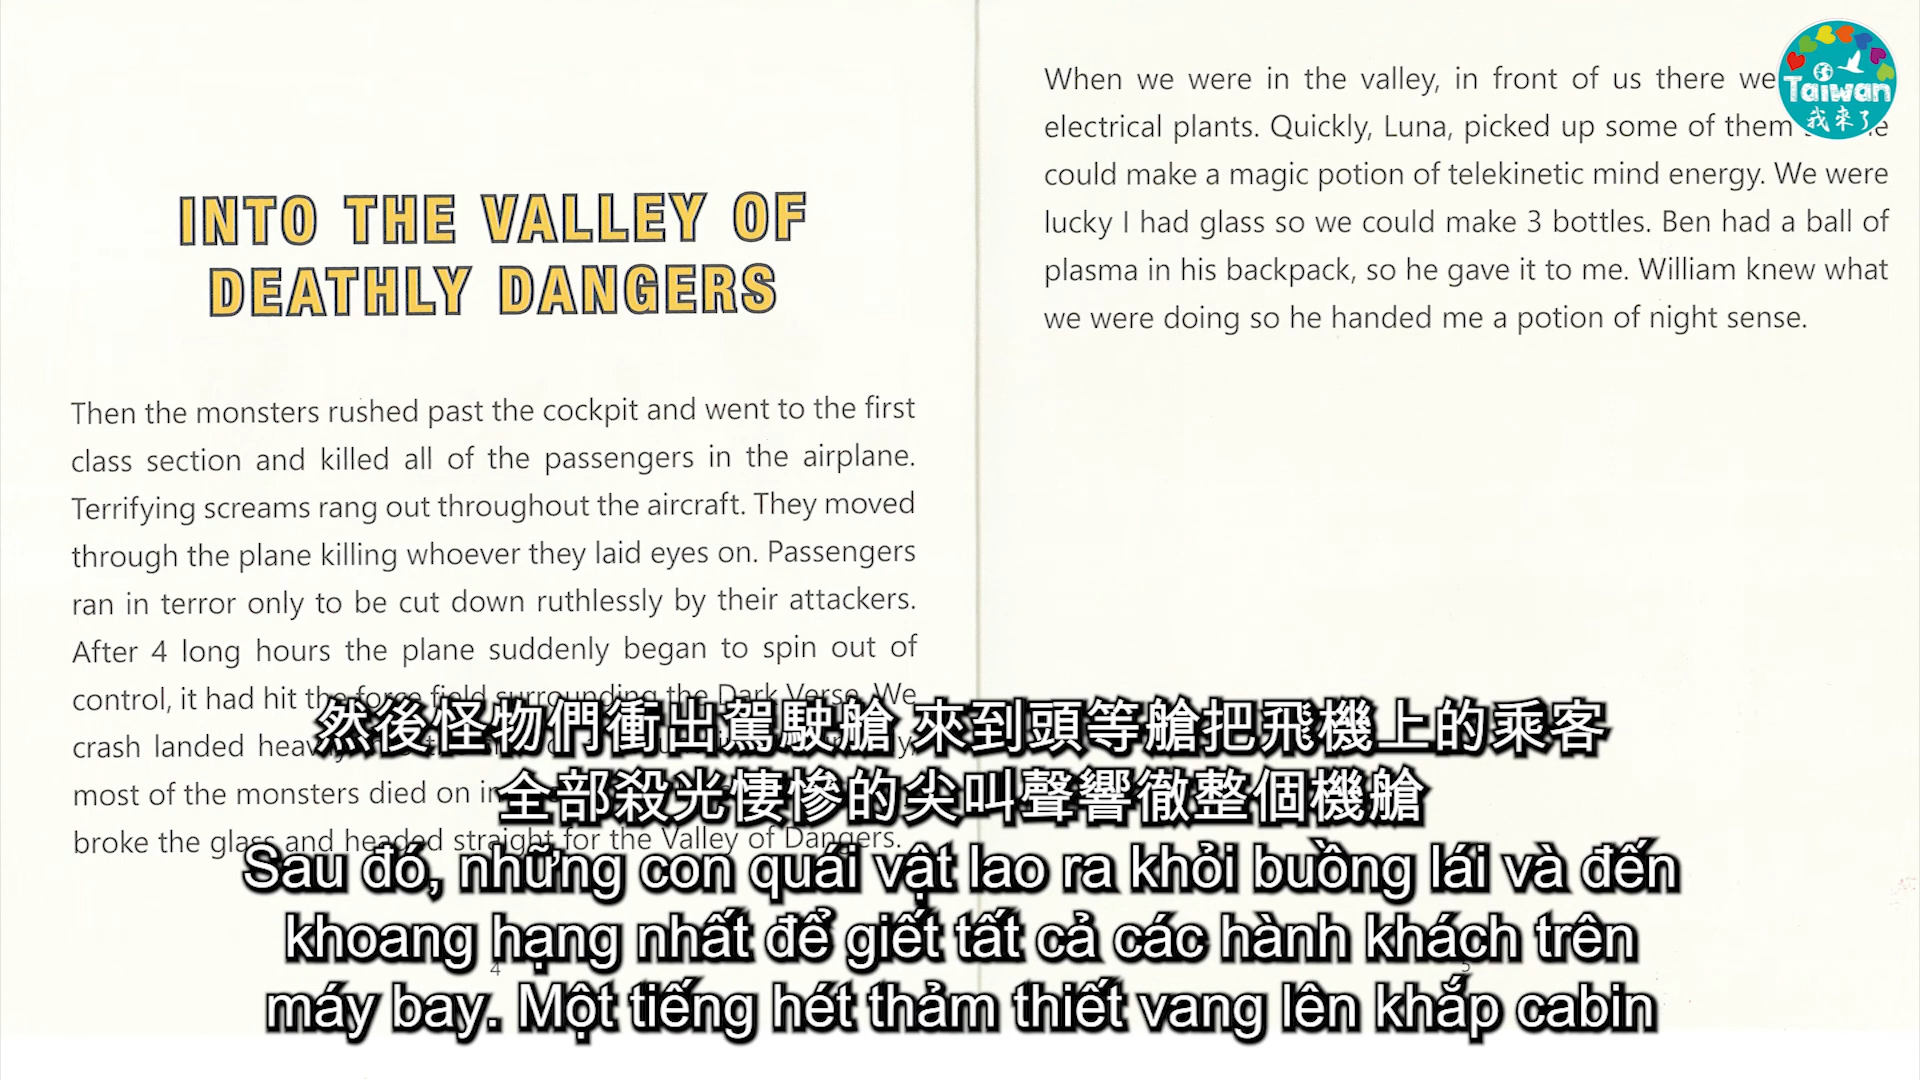 INTO THE VALLEY OF
DEATHLY DANGERS
Then the monsters rushed past the cockpit and went to the first
class section and killed all of the passengers in the airplane.
Terrifying screams rang out throughout the aircraft. They moved
through the plane killing whoever they laid eyes on. Passengers
ran in terror only to be cut down ruthlessly by their attackers.
After 4 long hours the plane suddenly began to spin out of
control, it had hit the force field surrounding the Dark Verse. We
crash landed
most of the monsters died on
broke the glass and headed straight for the Valley of Dangers.
4
When we were in the valley, in front of us there
electrical plants. Quickly, Luna, picked up some of them
could make a magic potion of telekinetic mind energy. We were
lucky I had glass so we could make 3 bottles. Ben had a ball of
plasma in his backpack, so he gave it to me. William knew what
we were doing so he handed me a potion of night sense.
5
Taiwan
我來了
然後怪物們衝出駕駛艙 來到頭等艙把飛機上的乘客
全部殺光悽慘的尖叫聲響徹整個機艙
Sau đó, những con quái vật lao ra khỏi buồng lái và đến
khoang hạng nhất để giết tất cả các hành khách trên
máy bay. Một tiếng hét thảm thiết vang lên khắp cabin